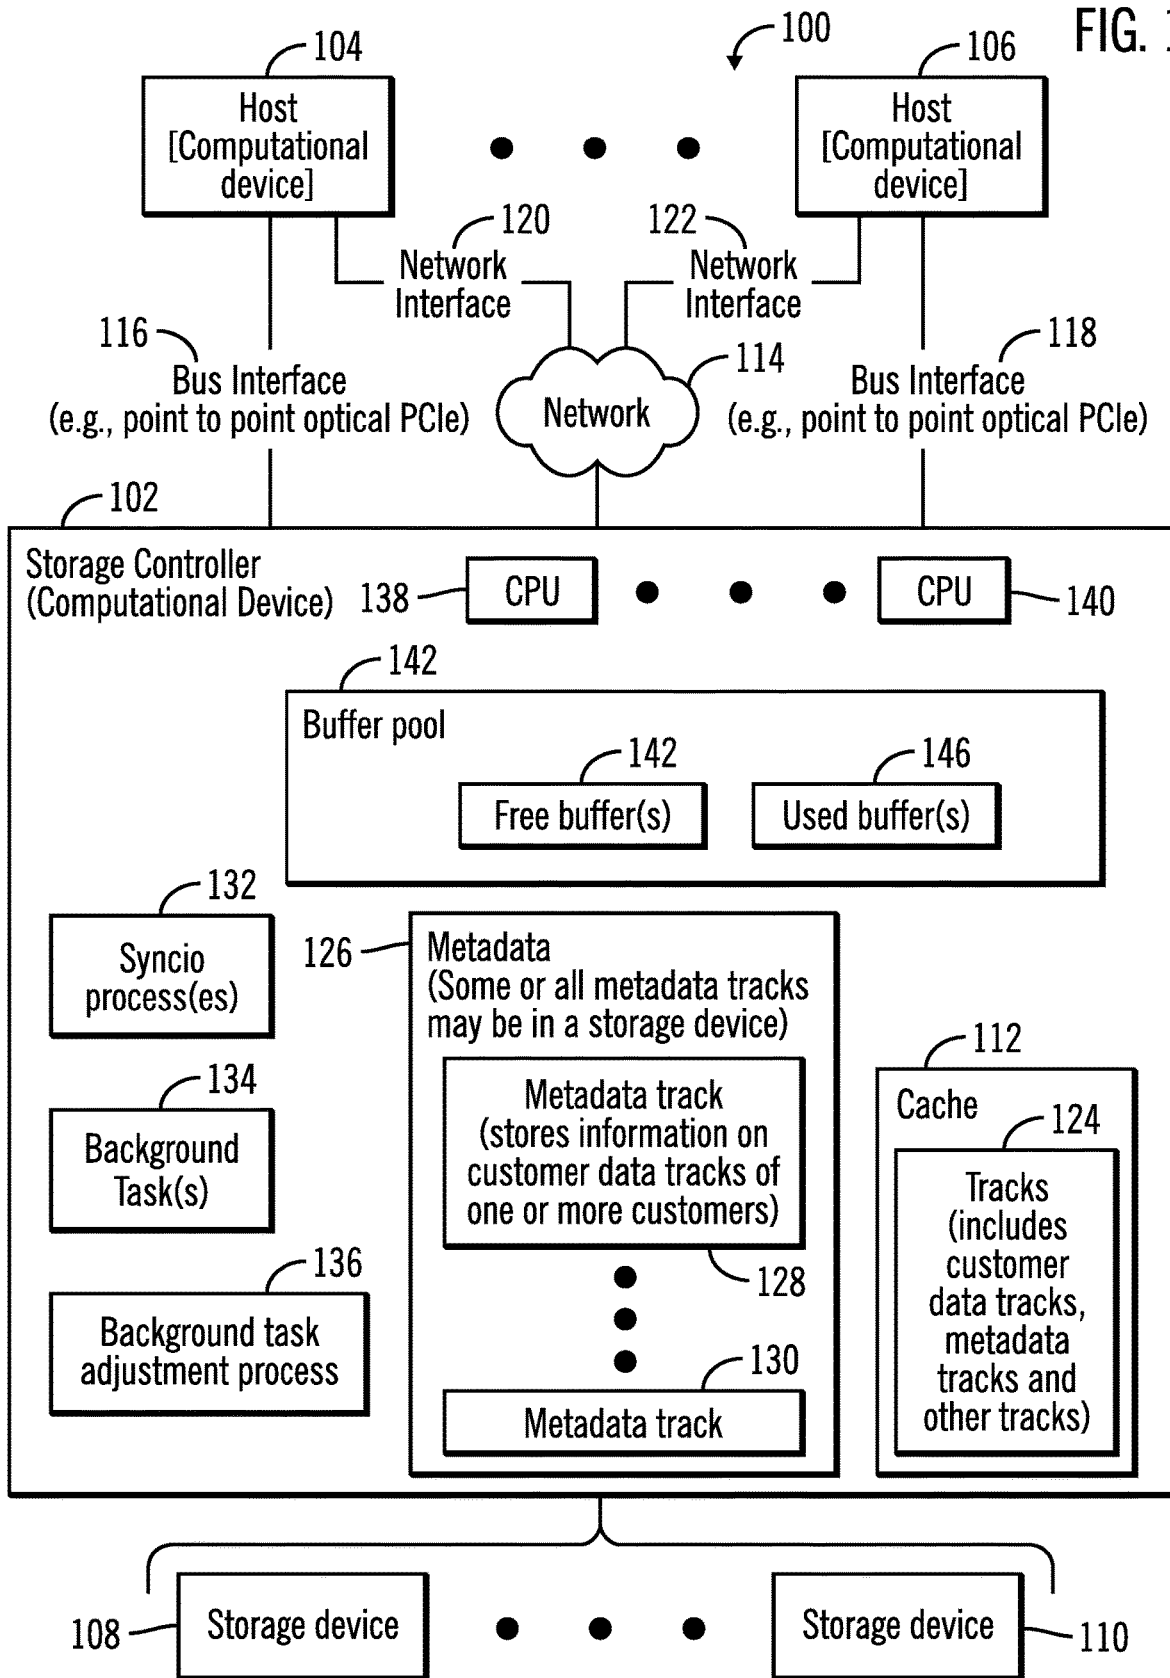 FIG. 1
100
104
Host
[Computational
device]
106
Host
[Computational
device]
120
Network
Interface
122
Network
Interface
116
Bus Interface
(e.g., point to point optical PCIe)
114
Network
118
Bus Interface
(e.g., point to point optical PCIe)
102
Storage Controller
(Computational Device)
138
CPU
CPU
140
142
Buffer pool
142
Free buffer(s)
146
Used buffer(s)
132
Syncio
process(es)
134
Background
Task(s)
136
Background task
adjustment process
126
Metadata
(Some or all metadata tracks
may be in a storage device)
Metadata track
(stores information on
customer data tracks of
one or more customers)
128
130
Metadata track
112
Cache
124
Tracks
(includes
customer
data tracks,
metadata
tracks and
other tracks)
108
Storage device
Storage device
110